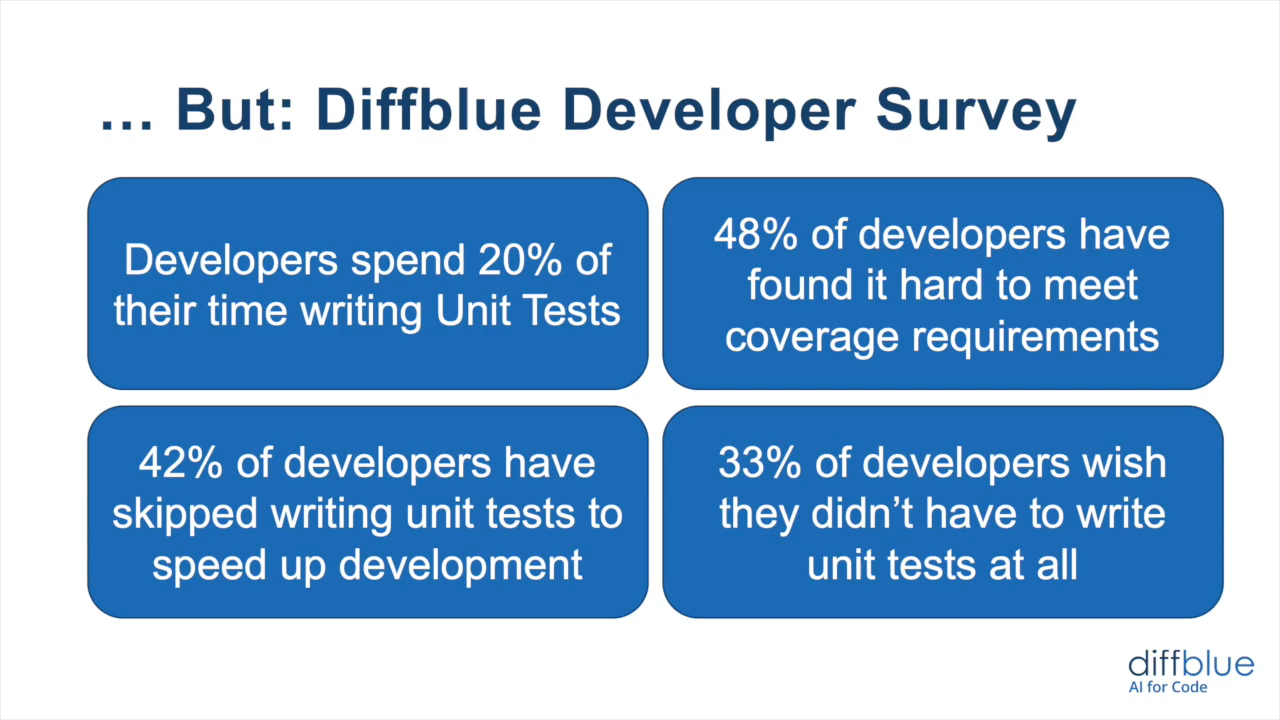 … But: Diffblue Developer Survey
Developers spend 20% of
their time writing Unit Tests
48% of developers have
found it hard to meet
coverage requirements
42% of developers have
skipped writing unit tests to
speed up development
33% of developers wish
they didn’t have to write
unit tests at all
diffblue
AI for Code